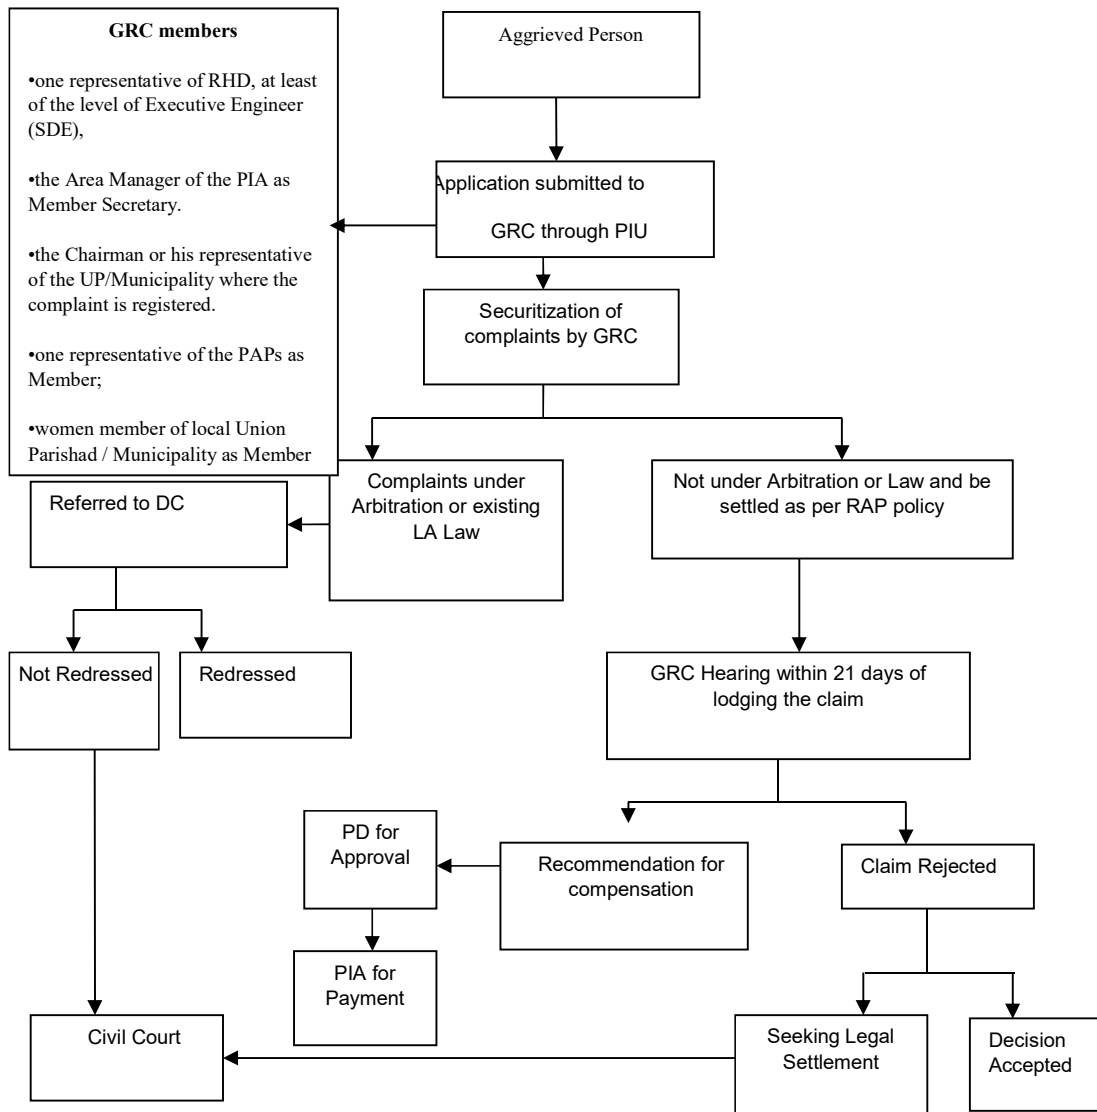 GRC members
•one representative of RHD, at least
of the level of Executive Engineer
(SDE),
•the Area Manager of the PIA as
Member Secretary.
•the Chairman or his representative
of the UP/Municipality where the
complaint is registered.
•one representative of the PAPs as
Member;
•women member of local Union
Parishad / Municipality as Member
Aggrieved Person
Application submitted to
GRC through PIU
Securitization of
complaints by GRC
Complaints under
Arbitration or existing
LA Law
Not under Arbitration or Law and be
settled as per RAP policy
Referred to DC
Not Redressed
Redressed
GRC Hearing within 21 days of
lodging the claim
PD for
Approval
Recommendation for
compensation
Claim Rejected
PIA for
Payment
Civil Court
Seeking Legal
Settlement
Decision
Accepted